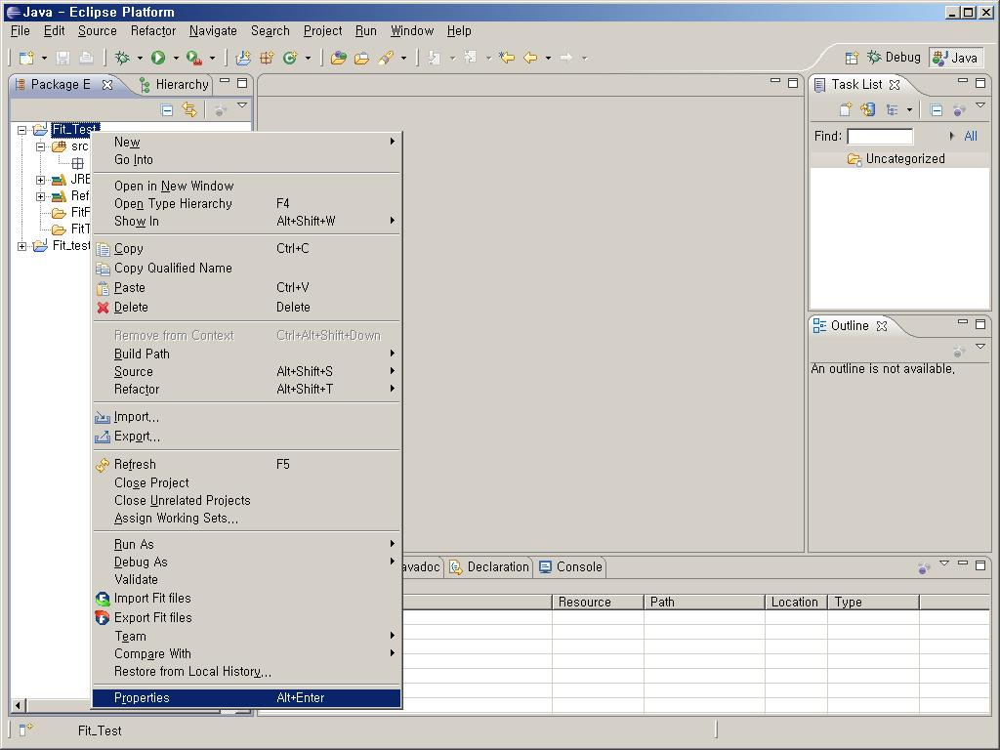 Java - Eclipse Platform
File Edit Source Refactor Navigate Search Project Run Window Help
Debug Java
Package E Hierarchy
Task List
Find: All
Uncategorized
Fit_Test
src
JRE
Ref
Fit_test
New
Go Into
Open in New Window
Open Type Hierarchy F4
Show In Alt+Shift+W
Copy Ctrl+C
Copy Qualified Name
Paste Ctrl+V
Delete Delete
Remove from Context Ctrl+Alt+Shift+Down
Build Path
Source Alt+Shift+S
Refactor Alt+Shift+T
Import...
Export...
Refresh F5
Close Project
Close Unrelated Projects
Assign Working Sets...
Run As
Debug As
Validate
Import Fit files
Export Fit files
Team
Compare With
Restore from Local History...
Properties Alt+Enter
Outline
An outline is not available.
avadoc Declaration Console
Resource Path Location Type
Fit_Test